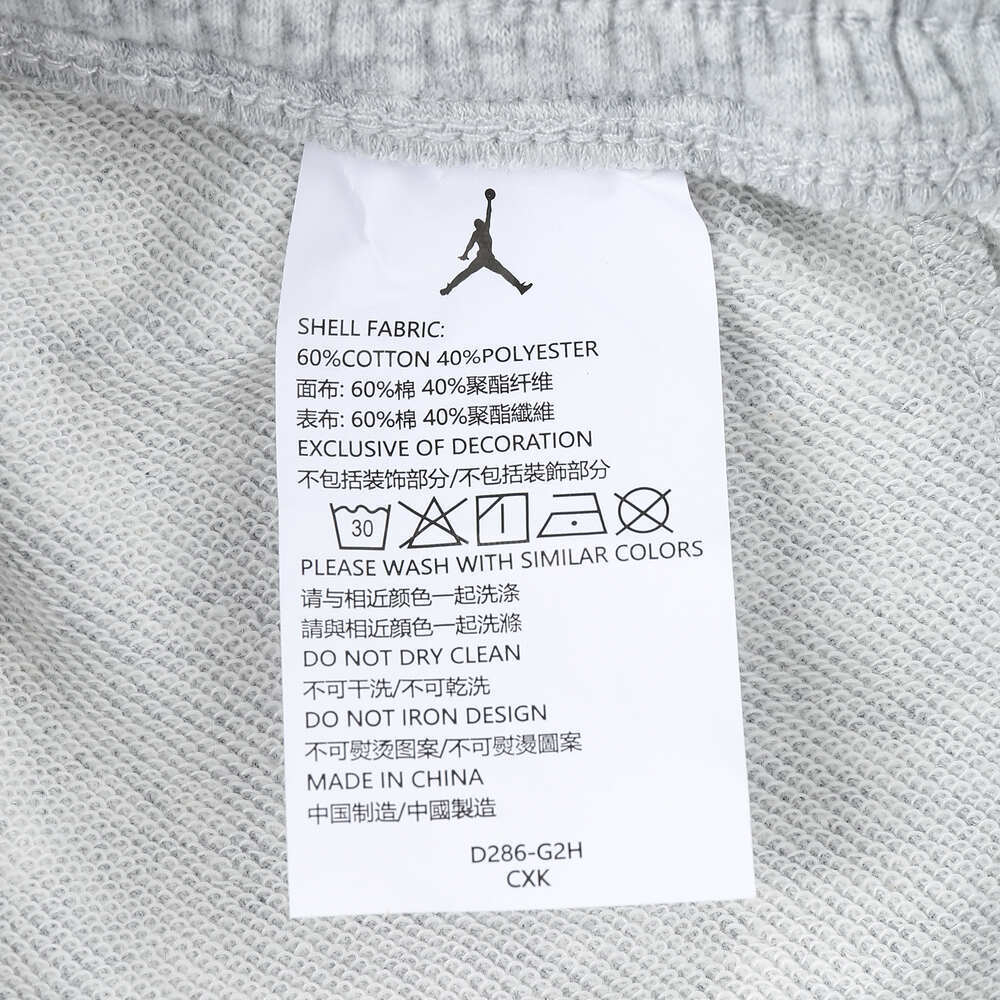 SHELL FABRIC:
60%COTTON 40%POLYESTER
面布: 60%棉 40%聚酯纤维
表布: 60%棉 40%聚酯纖維
EXCLUSIVE OF DECORATION
不包括装饰部分/不包括裝飾部分
30
PLEASE WASH WITH SIMILAR COLORS
请与相近颜色一起洗涤
請與相近顏色一起洗滌
DO NOT DRY CLEAN
不可干洗/不可乾洗
DO NOT IRON DESIGN
不可熨烫图案/不可熨燙圖案
MADE IN CHINA
中国制造/中國製造
D286-G2H
CXK